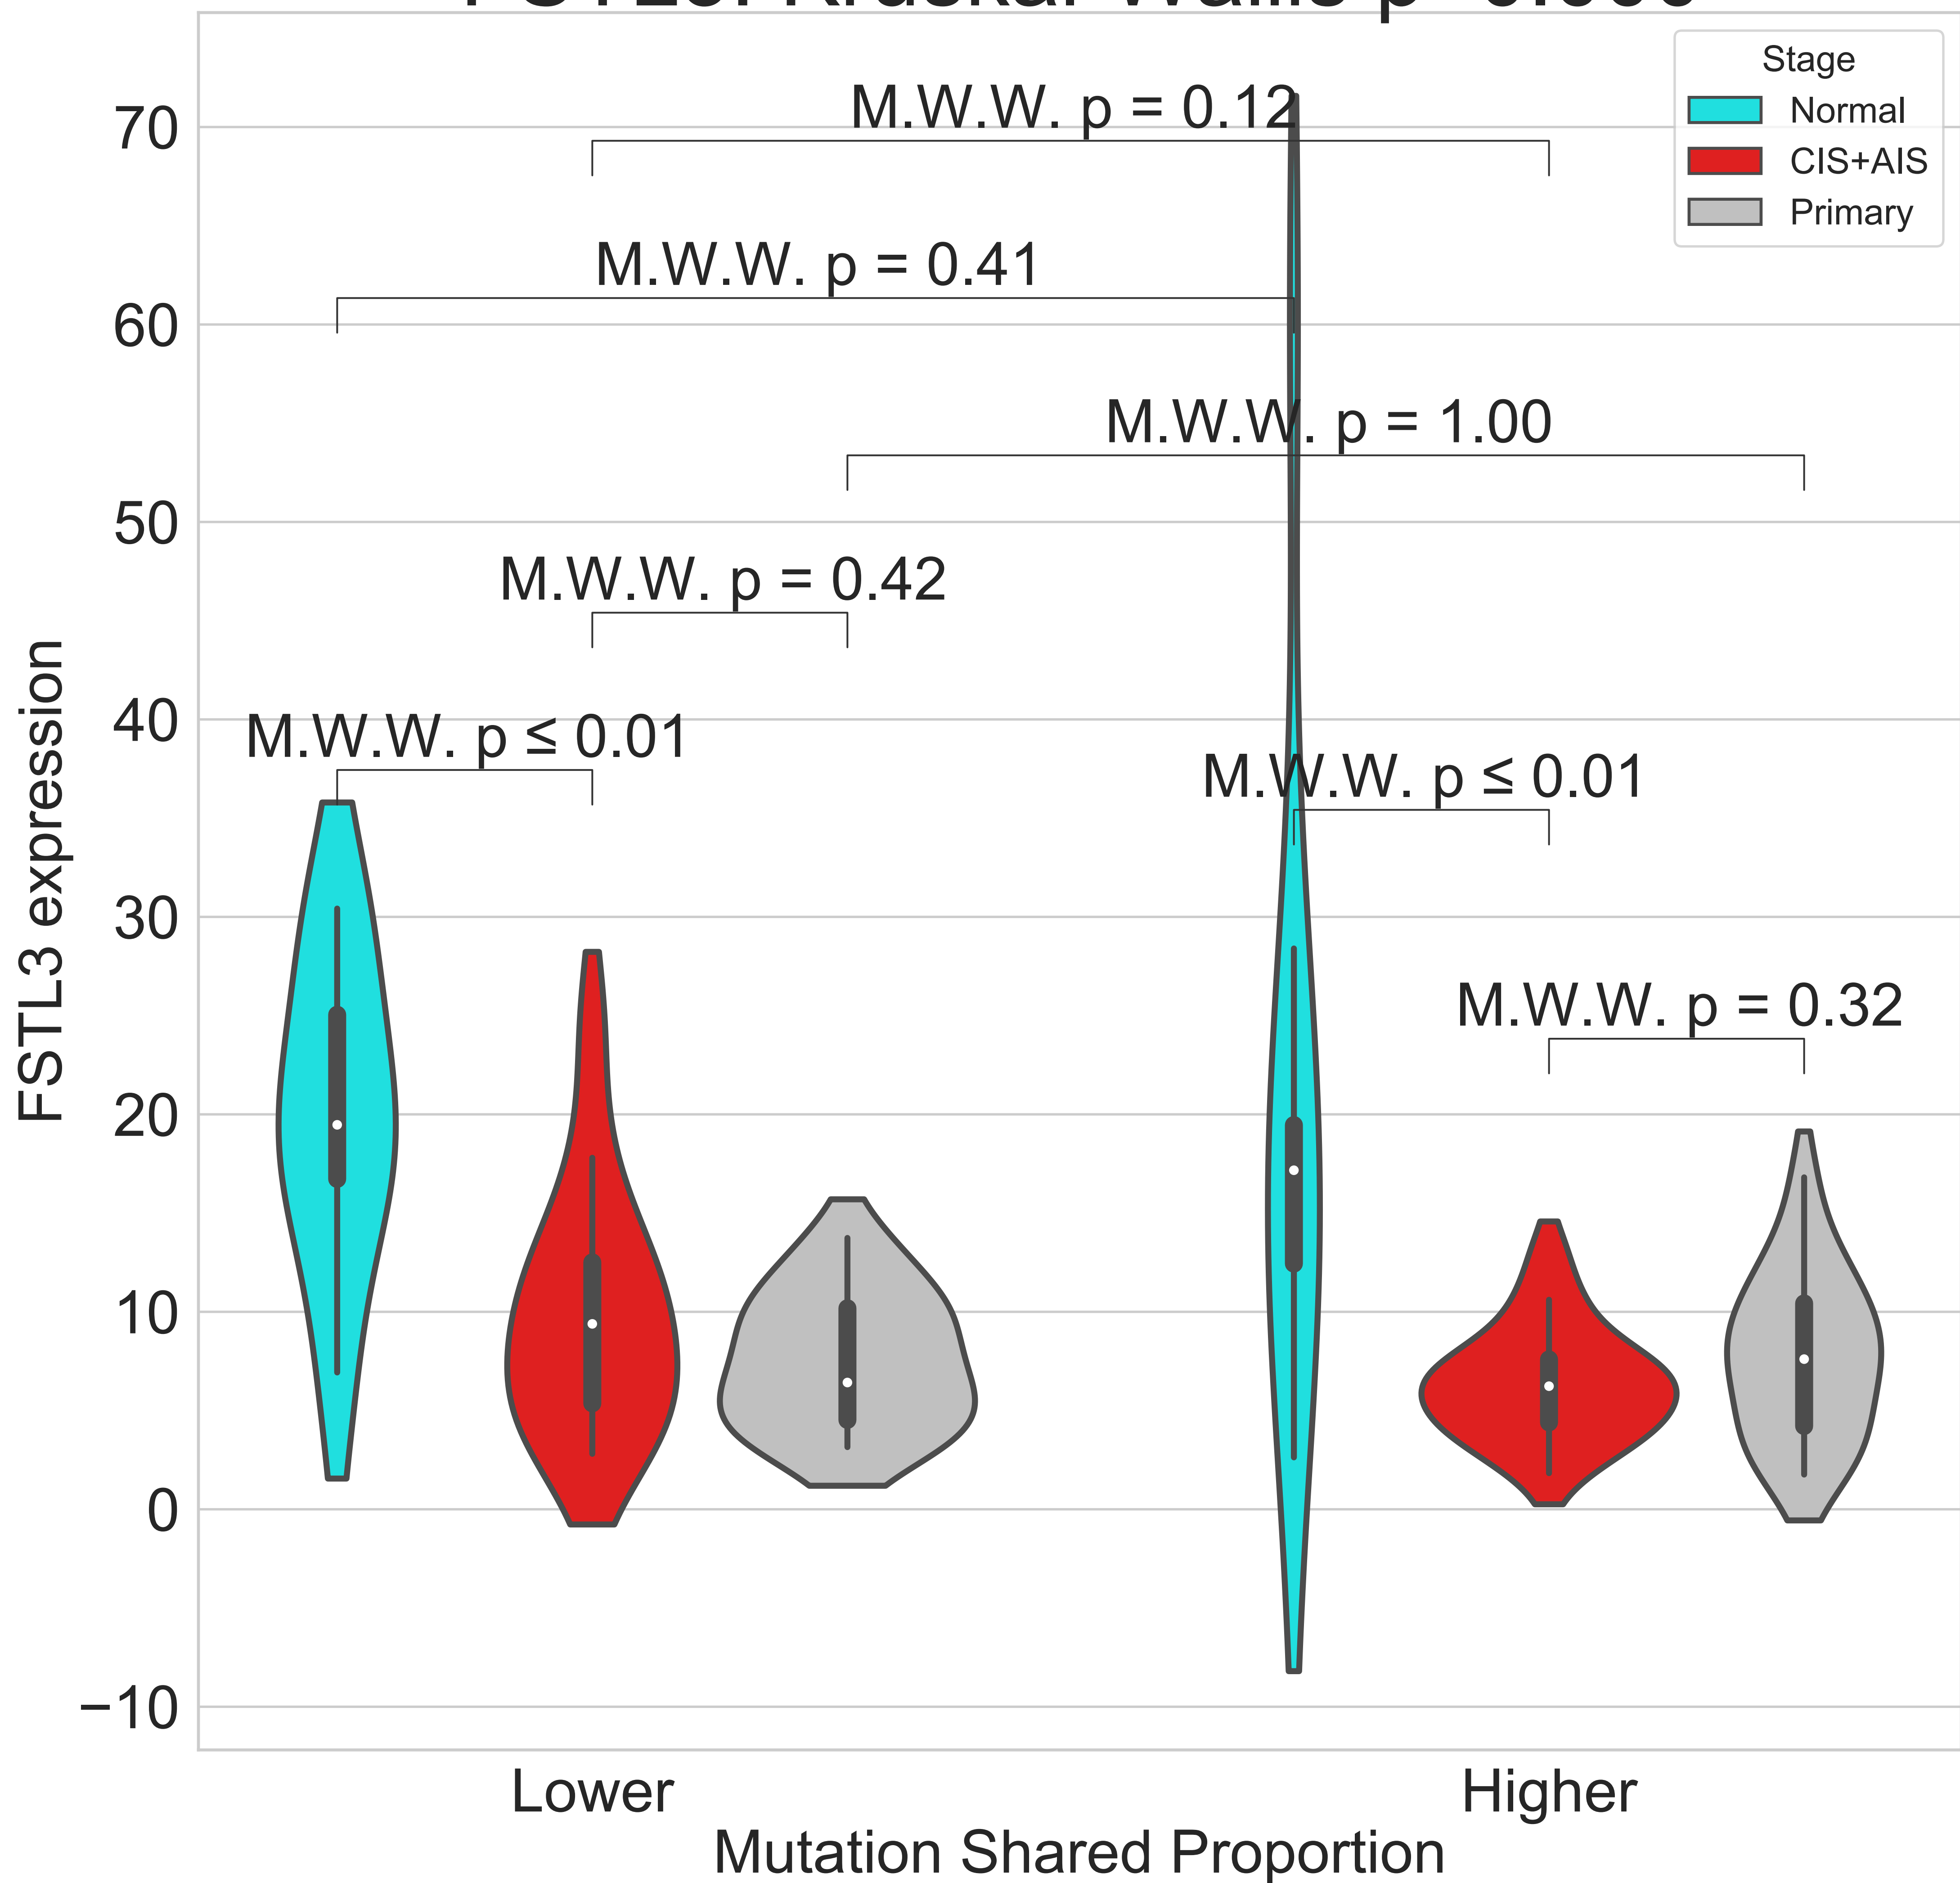 Stage
Normal
CIS+AIS
Primary
M.W.W. p = 0.12
M.W.W. p = 0.41
M.W.W. p = 1.00
M.W.W. p = 0.42
M.W.W. p ≤ 0.01
M.W.W. p ≤ 0.01
M.W.W. p = 0.32
FSTL3 expression
70
60
50
40
30
20
10
0
−10
Lower
Higher
Mutation Shared Proportion